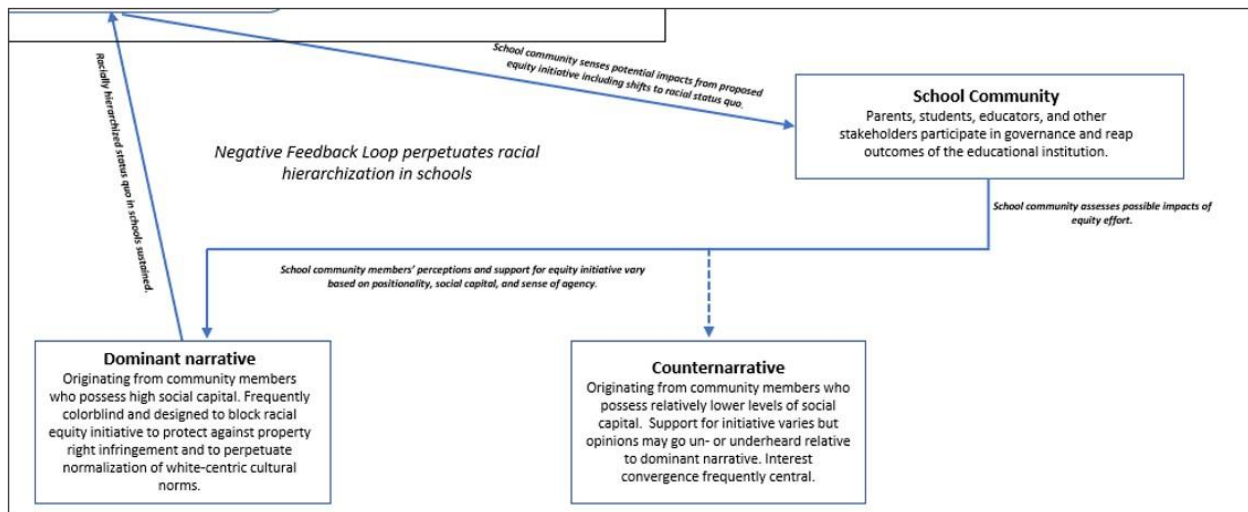 School community senses potential impacts from proposed
equity initiative including shifts to racial status quo.
Racially hierarchized status quo in schools sustained.
School Community
Parents, students, educators, and other
stakeholders participate in governance and reap
outcomes of the educational institution.
Negative Feedback Loop perpetuates racial
hierarchization in schools
School community assesses possible impacts of
equity effort.
School community members’ perceptions and support for equity initiative vary
based on positionality, social capital, and sense of agency.
Dominant narrative
Originating from community members
who possess high social capital. Frequently
colorblind and designed to block racial
equity initiative to protect against property
right infringement and to perpetuate
normalization of white-centric cultural
norms.
Counternarrative
Originating from community members who
possess relatively lower levels of social
capital.  Support for initiative varies but
opinions may go un- or underheard relative
to dominant narrative. Interest
convergence frequently central.